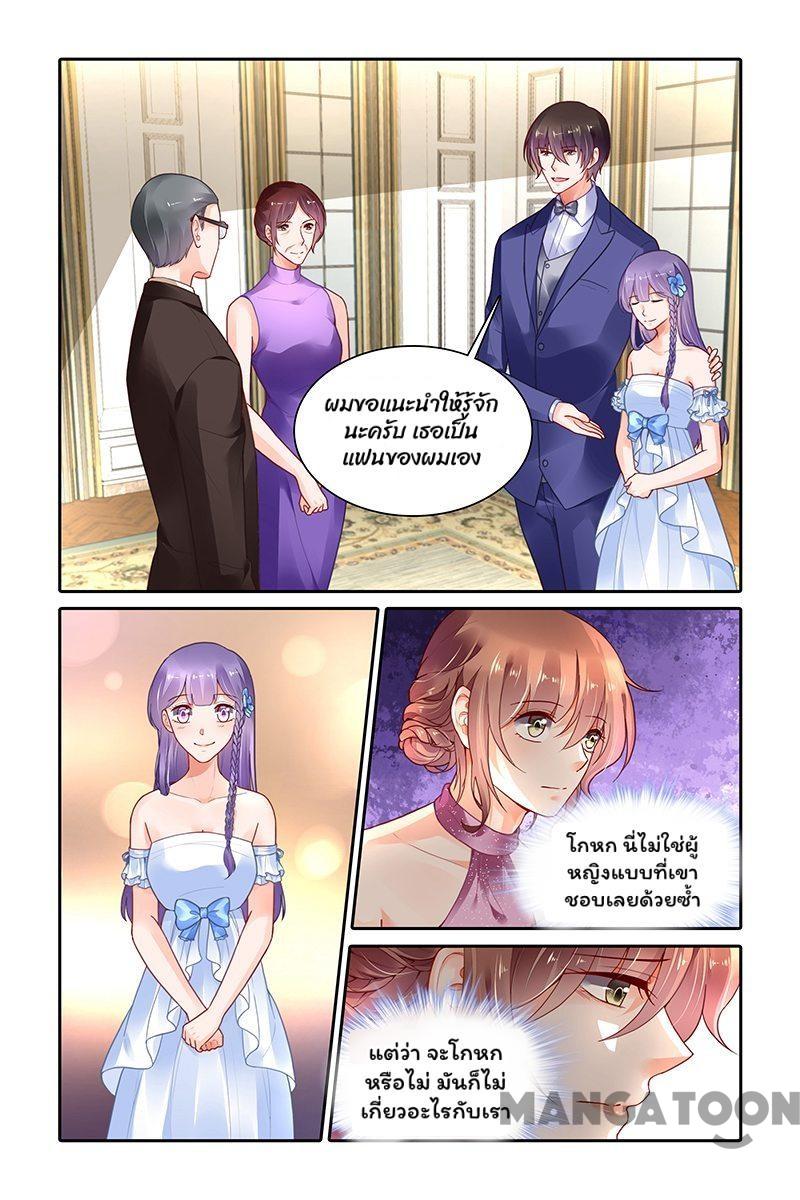 ผมขอแนะนำให้รู้จัก
นะครับ เธอเป็น
แฟนของผมเอง
โกหก นี่ไม่ใช่ผู้
หญิงแบบที่เขา
ชอบเลยด้วยซ้ำ
แต่ว่า จะโกหก
หรือไม่ มันก็ไม่
เกี่ยวอะไรกับเรา
MANGATOON